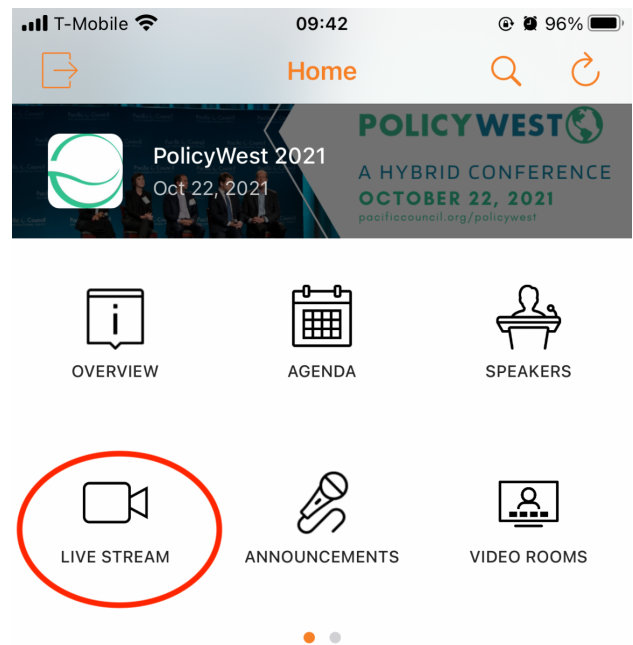 T-Mobile 09:42 96%
Home
PolicyWest 2021
Oct 22, 2021
POLICYWEST
A HYBRID CONFERENCE
OCTOBER 22, 2021
pacificcouncil.org/policywest
OVERVIEW AGENDA SPEAKERS
LIVE STREAM ANNOUNCEMENTS VIDEO ROOMS